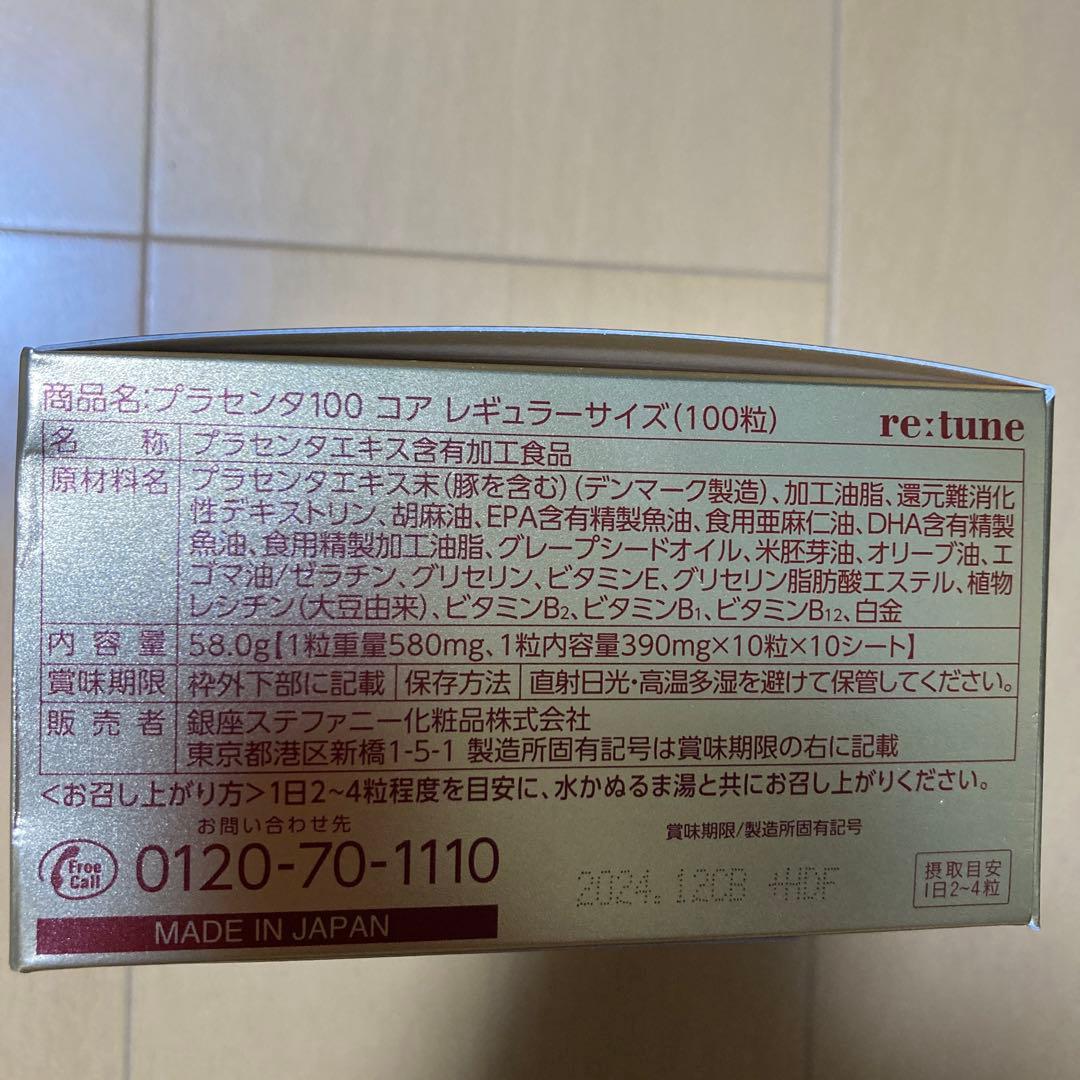 商品名:プラセンタ100 コア レギュラーサイズ(100粒)
re:tune
名 称 プラセンタエキス含有加工食品
原材料名 プラセンタエキス末(豚を含む)(デンマーク製造)、加工油脂、還元難消化
性デキストリン、胡麻油、EPA含有精製魚油、食用亜麻仁油、DHA含有精製
魚油、食用精製加工油脂、グレープシードオイル、米胚芽油、オリーブ油、エ
ゴマ油/ゼラチン、グリセリン、ビタミンE、グリセリン脂肪酸エステル、植物
レシチン(大豆由来)、ビタミンB2、ビタミンB1、ビタミンB12、白金
内 容 量 58.0g【1粒重量580mg、1粒内容量390mg×10粒×10シート】
賞味期限 枠外下部に記載 保存方法 直射日光・高温多湿を避けて保管してください。
販 売 者 銀座ステファニー化粧品株式会社
東京都港区新橋1-5-1 製造所固有記号は賞味期限の右に記載
<お召し上がり方>1日2~4粒程度を目安に、水かぬるま湯と共にお召し上がりください。
お問い合わせ先
Free Call 0120-70-1110
MADE IN JAPAN
賞味期限/製造所固有記号
2024.12CB +HDF
摂取目安
1日2~4粒